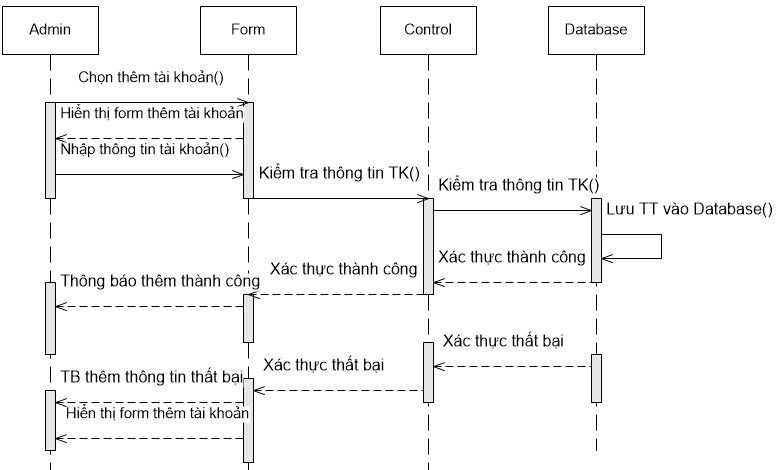 Admin
Form
Control
Database
Chọn thêm tài khoản()
Hiển thị form thêm tài khoản
Nhập thông tin tài khoản()
Kiểm tra thông tin TK()
Kiểm tra thông tin TK()
Lưu TT vào Database()
Xác thực thành công
Xác thực thành công
Thông báo thêm thành công
Xác thực thất bại
Xác thực thất bại
TB thêm thông tin thất bại
Hiển thị form thêm tài khoản